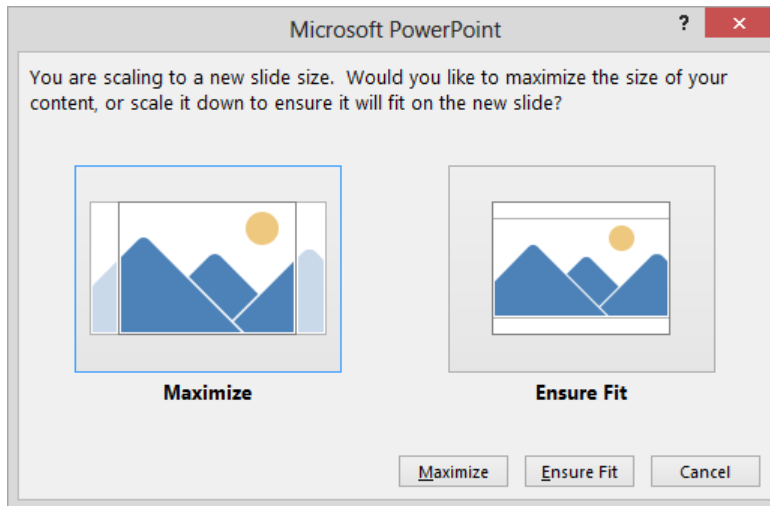 Microsoft PowerPoint ?
You are scaling to a new slide size.  Would you like to maximize the size of your
content, or scale it down to ensure it will fit on the new slide?
Maximize Ensure Fit
Maximize Ensure Fit Cancel